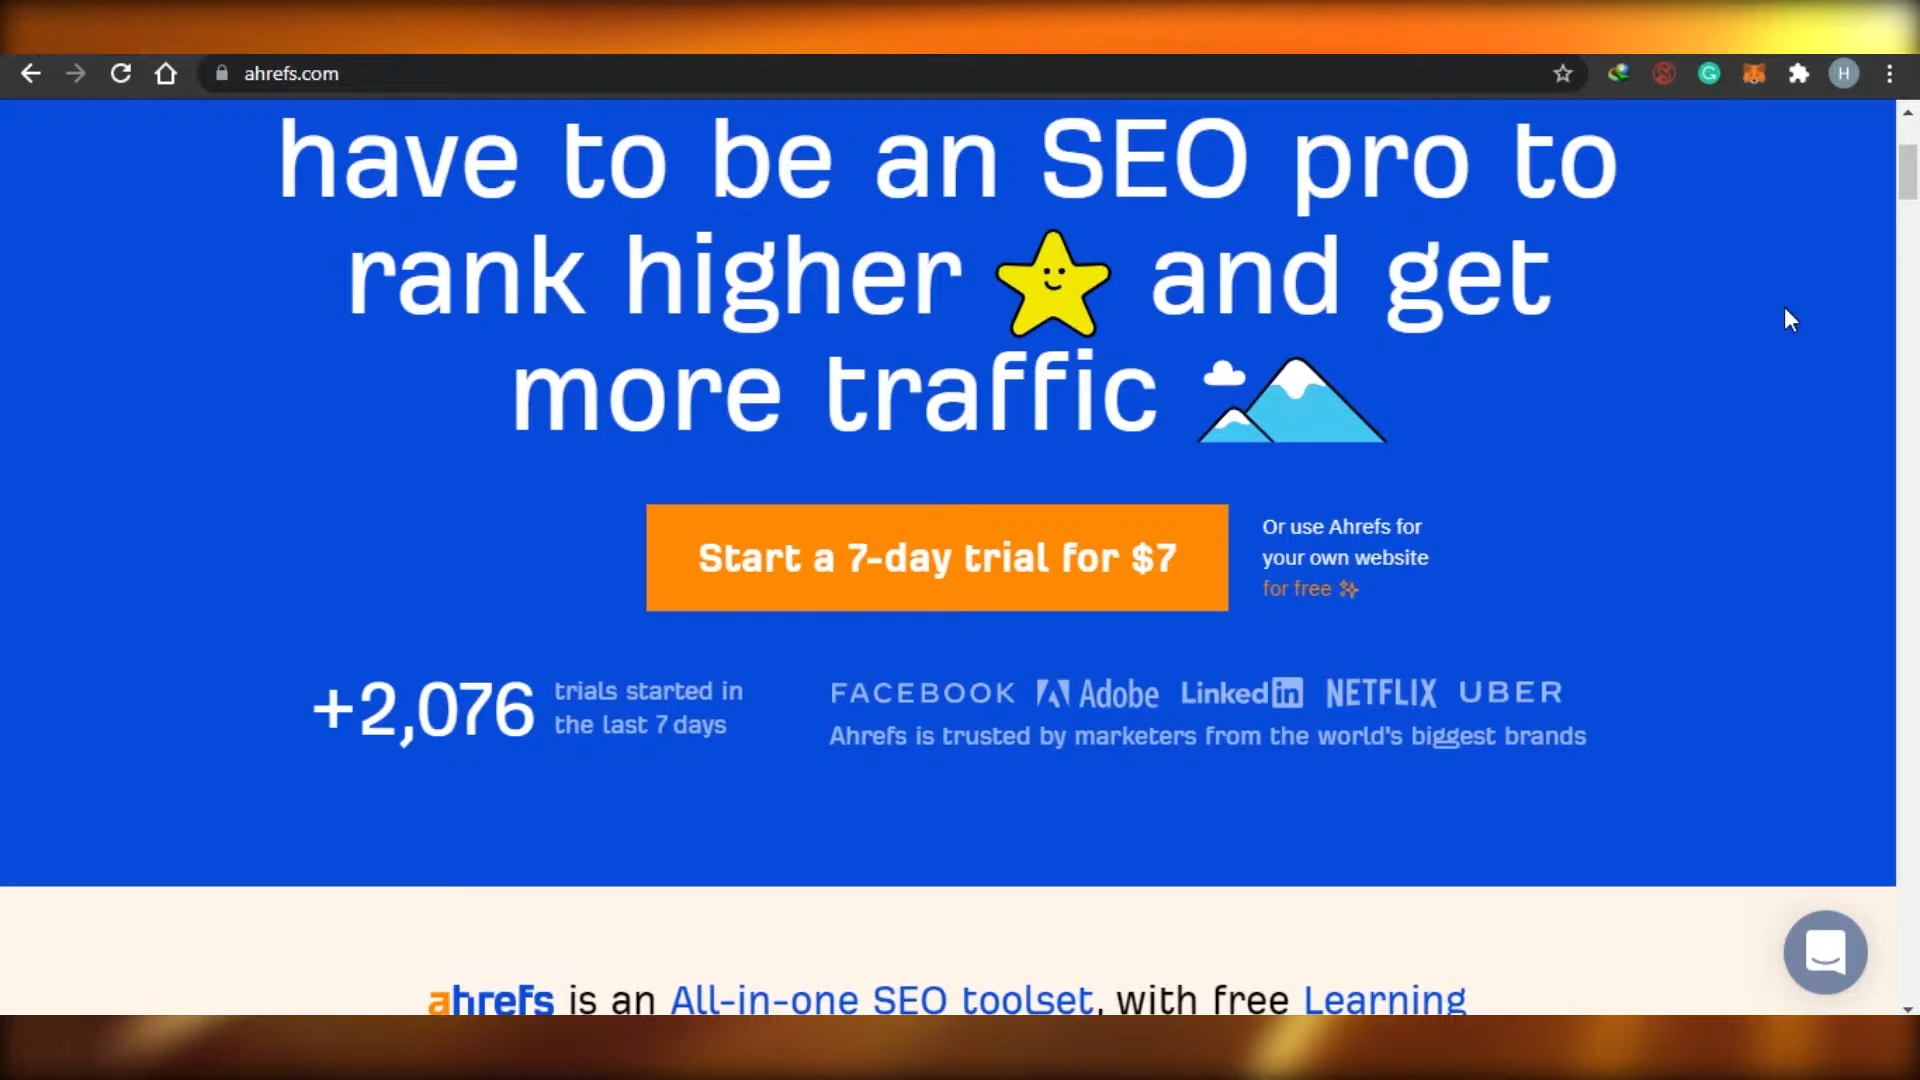 ahrefs.com
H
have to be an SEO pro to
rank higher and get
more traffic
Start a 7-day trial for $7
Or use Ahrefs for
your own website
for free
+2,076
trials started in
the last 7 days
FACEBOOK Adobe Linkedin NETFLIX UBER
Ahrefs is trusted by marketers from the world's biggest brands
ahrefs is an All-in-one SEO toolset, with free Learning